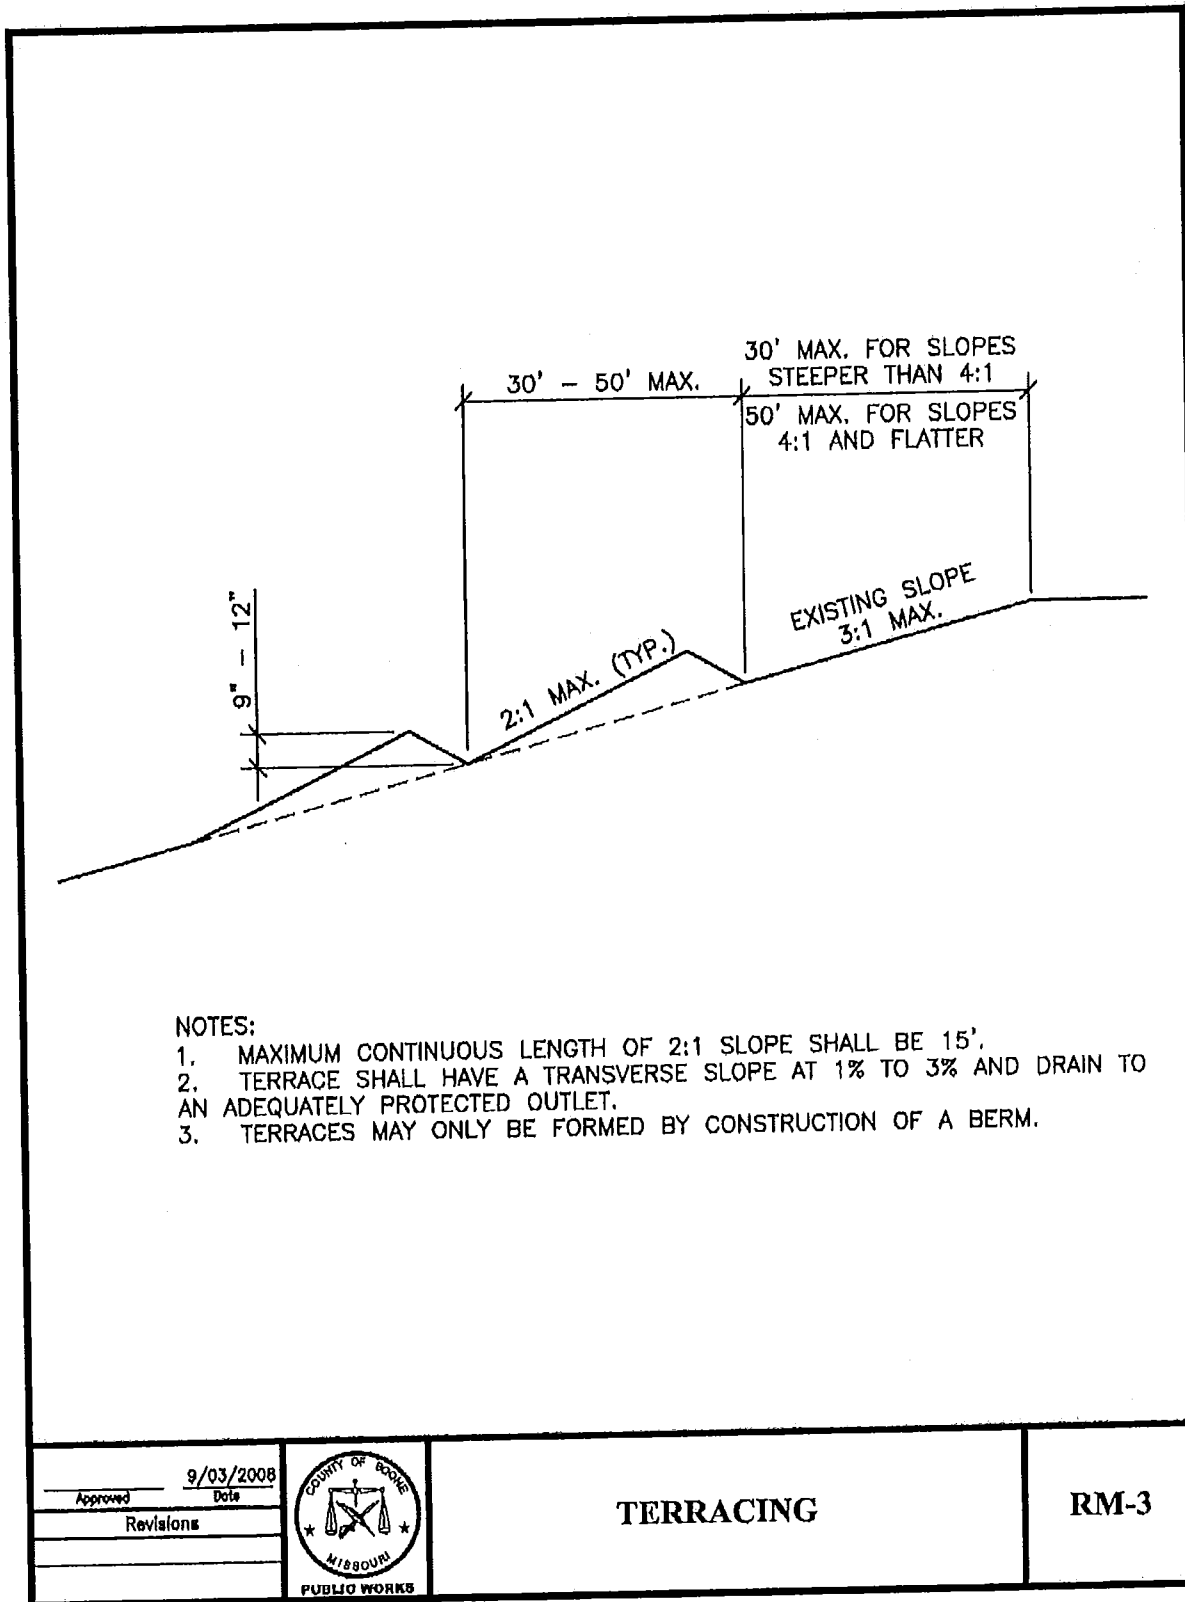 30' MAX. FOR SLOPES
STEEPER THAN 4:1
30' - 50' MAX.
50' MAX. FOR SLOPES
4:1 AND FLATTER
EXISTING SLOPE
3:1 MAX.
9" - 12"
2:1 MAX. (TYP.)
NOTES:
1. MAXIMUM CONTINUOUS LENGTH OF 2:1 SLOPE SHALL BE 15'.
2. TERRACE SHALL HAVE A TRANSVERSE SLOPE AT 1% TO 3% AND DRAIN TO
AN ADEQUATELY PROTECTED OUTLET.
3. TERRACES MAY ONLY BE FORMED BY CONSTRUCTION OF A BERM.
9/03/2008
Approved Date
Revisions
COUNTY OF BOONE
MISSOURI
PUBLIC WORKS
TERRACING
RM-3